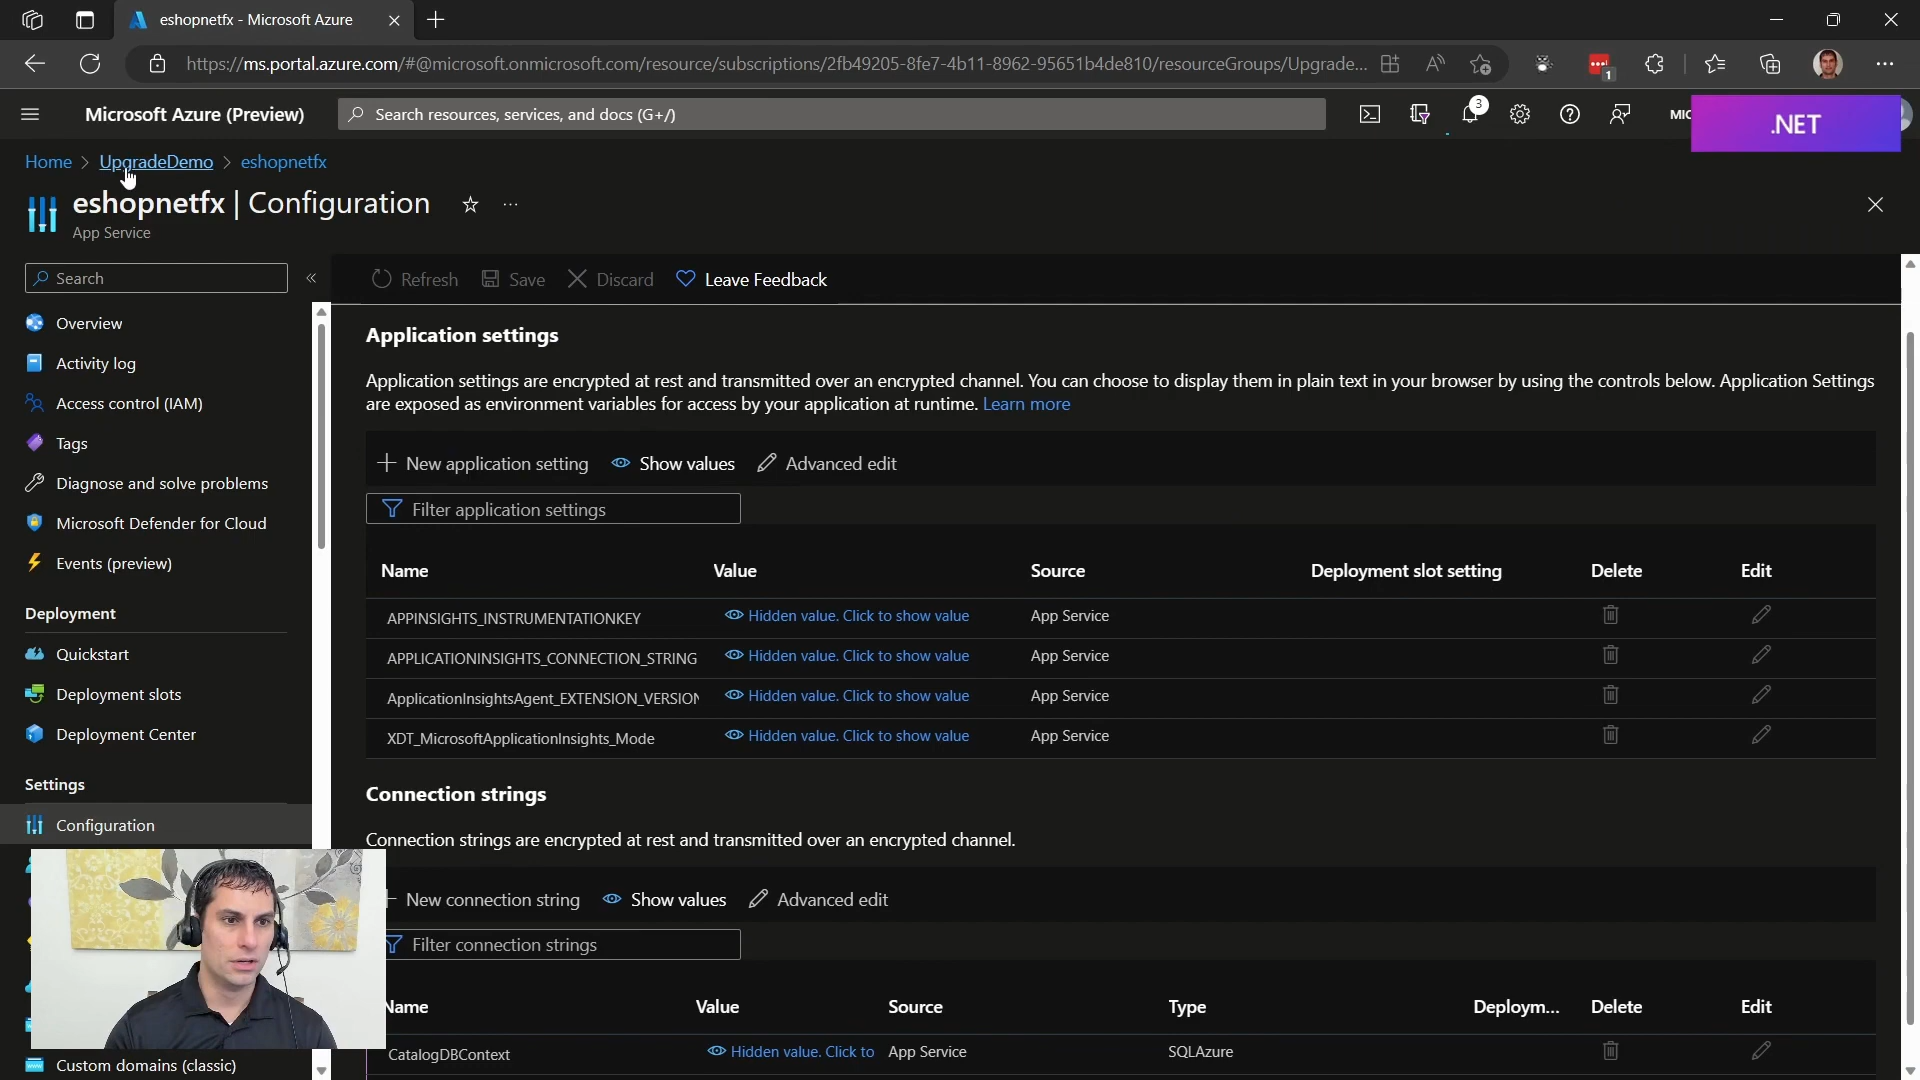 eshopnetfx - Microsoft Azure
https://ms.portal.azure.com/#@microsoft.onmicrosoft.com/resource/subscriptions/2fb49205-8fe7-4b11-8962-95651b4de810/resourceGroups/Upgrade...
1
Microsoft Azure (Preview)
Search resources, services, and docs (G+/)
3
MIC
.NET
Home > UpgradeDemo > eshopnetfx
eshopnetfx | Configuration
App Service
Search
Refresh Save Discard Leave Feedback
Overview
Activity log
Access control (IAM)
Tags
Diagnose and solve problems
Microsoft Defender for Cloud
Events (preview)
Deployment
Quickstart
Deployment slots
Deployment Center
Settings
Configuration
Custom domains (classic)
Application settings
Application settings are encrypted at rest and transmitted over an encrypted channel. You can choose to display them in plain text in your browser by using the controls below. Application Settings
are exposed as environment variables for access by your application at runtime. Learn more
New application setting Show values Advanced edit
Filter application settings
Name Value Source Deployment slot setting Delete Edit
APPINSIGHTS_INSTRUMENTATIONKEY Hidden value. Click to show value App Service
APPLICATIONINSIGHTS_CONNECTION_STRING Hidden value. Click to show value App Service
ApplicationInsightsAgent_EXTENSION_VERSION Hidden value. Click to show value App Service
XDT_MicrosoftApplicationInsights_Mode Hidden value. Click to show value App Service
Connection strings
Connection strings are encrypted at rest and transmitted over an encrypted channel.
New connection string Show values Advanced edit
Filter connection strings
Name Value Source Type Deploym... Delete Edit
CatalogDBContext Hidden value. Click to App Service SQLAzure